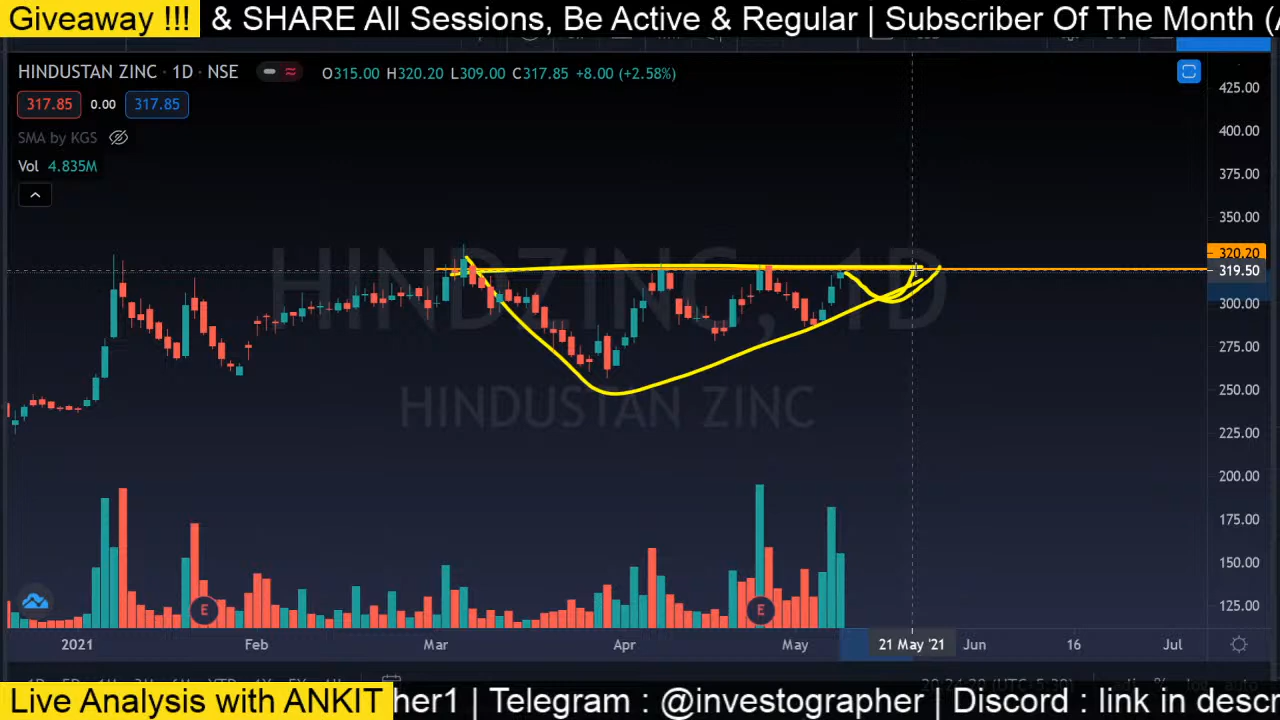 Giveaway !!! & SHARE All Sessions, Be Active & Regular | Subscriber Of The Month (
HINDUSTAN ZINC · 1D · NSE O315.00 H320.20 L309.00 C317.85 +8.00 (+2.58%)
317.85 0.00 317.85
SMA by KGS
Vol 4.835M
HINDZINC, 1D
HINDUSTAN ZINC
425.00
400.00
375.00
350.00
320.20
319.50
300.00
275.00
250.00
225.00
200.00
175.00
150.00
125.00
E E
2021 Feb Mar Apr May 21 May '21 Jun 16 Jul
Live Analysis with ANKIT her1 | Telegram : @investographer | Discord : link in descr